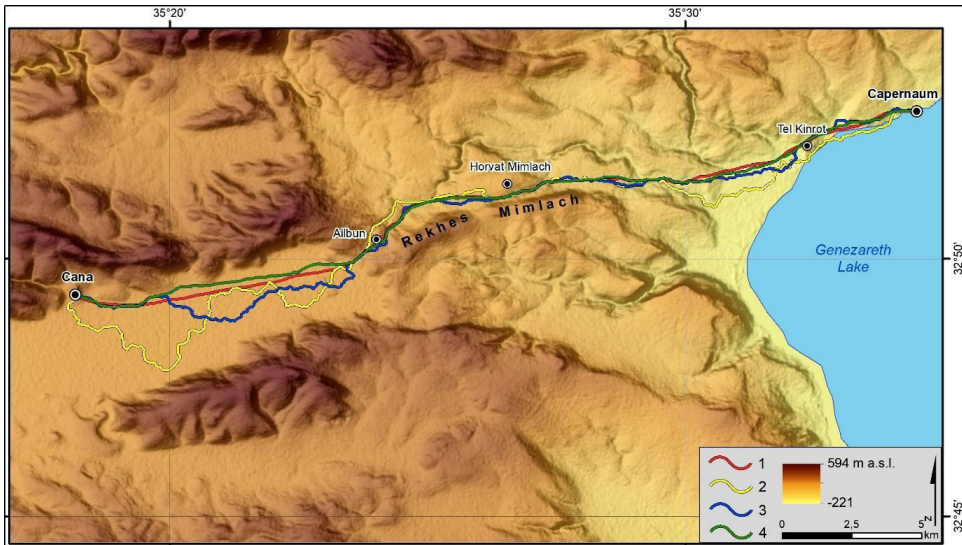 35°20'
35°30'
Capernaum
Tel Kinrot
Horvat Mimlach
Rekhes Mimlach
Ailbun
Genezareth
Lake
32°50'
Cana
1
2
3
4
594 m a.s.l.
-221
0 2,5 5
km
N
32°45'